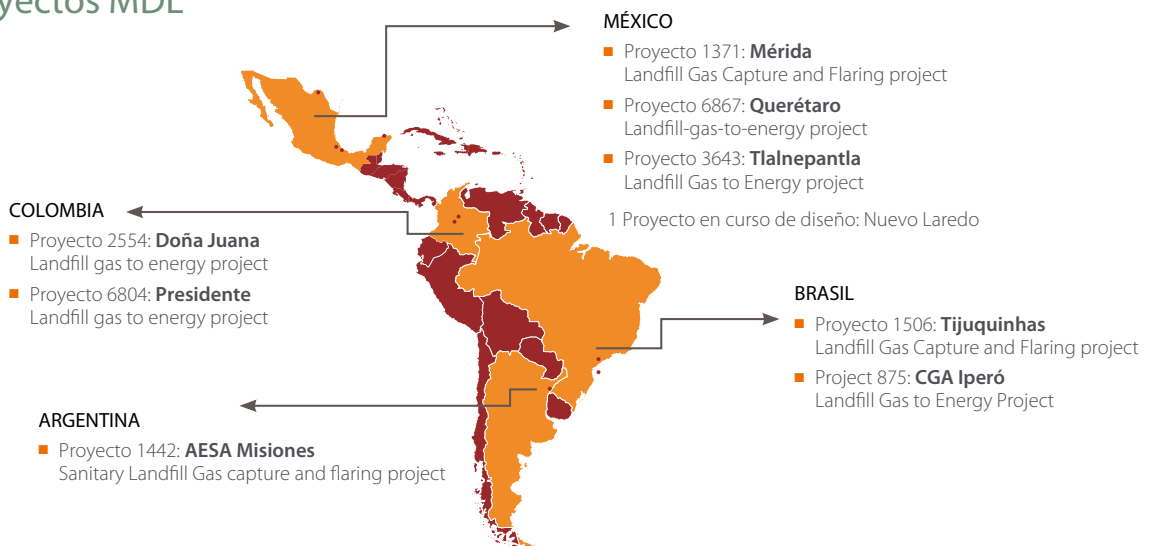 MDL
MÉXICO
■ Proyecto 1371: Mérida
Landfill Gas Capture and Flaring project
■ Proyecto 6867: Querétaro
Landfill-gas-to-energy project
■ Proyecto 3643: Tlalnepantla
Landfill Gas to Energy project
1 Proyecto en curso de diseño: Nuevo Laredo
COLOMBIA
■ Proyecto 2554: Doña Juana
Landfill gas to energy project
■ Proyecto 6804: Presidente
Landfill gas to energy project
BRASIL
■ Proyecto 1506: Tijuquinhas
Landfill Gas Capture and Flaring project
■ Project 875: CGA Iperó
Landfill Gas to Energy Project
ARGENTINA
■ Proyecto 1442: AESA Misiones
Sanitary Landfill Gas capture and flaring project